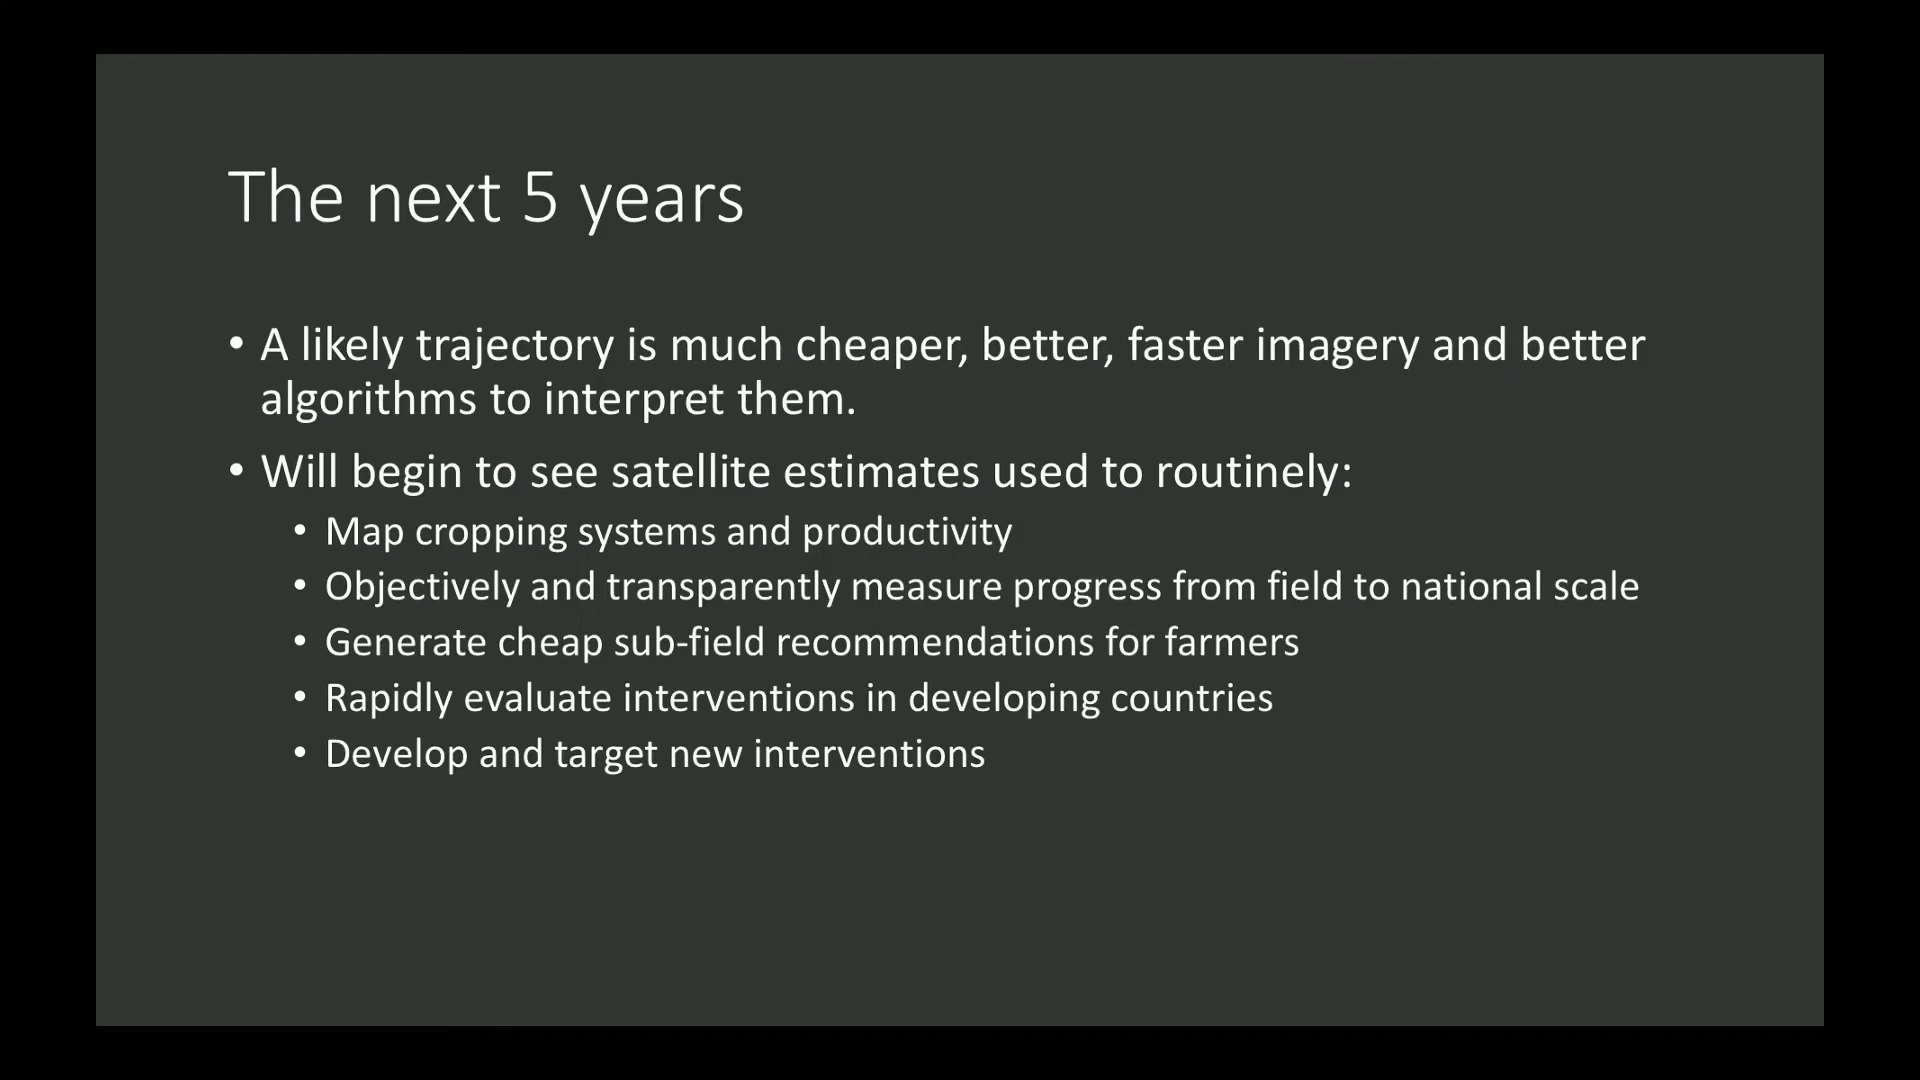 The next 5 years
• A likely trajectory is much cheaper, better, faster imagery and better
algorithms to interpret them.
• Will begin to see satellite estimates used to routinely:
• Map cropping systems and productivity
• Objectively and transparently measure progress from field to national scale
• Generate cheap sub-field recommendations for farmers
• Rapidly evaluate interventions in developing countries
• Develop and target new interventions